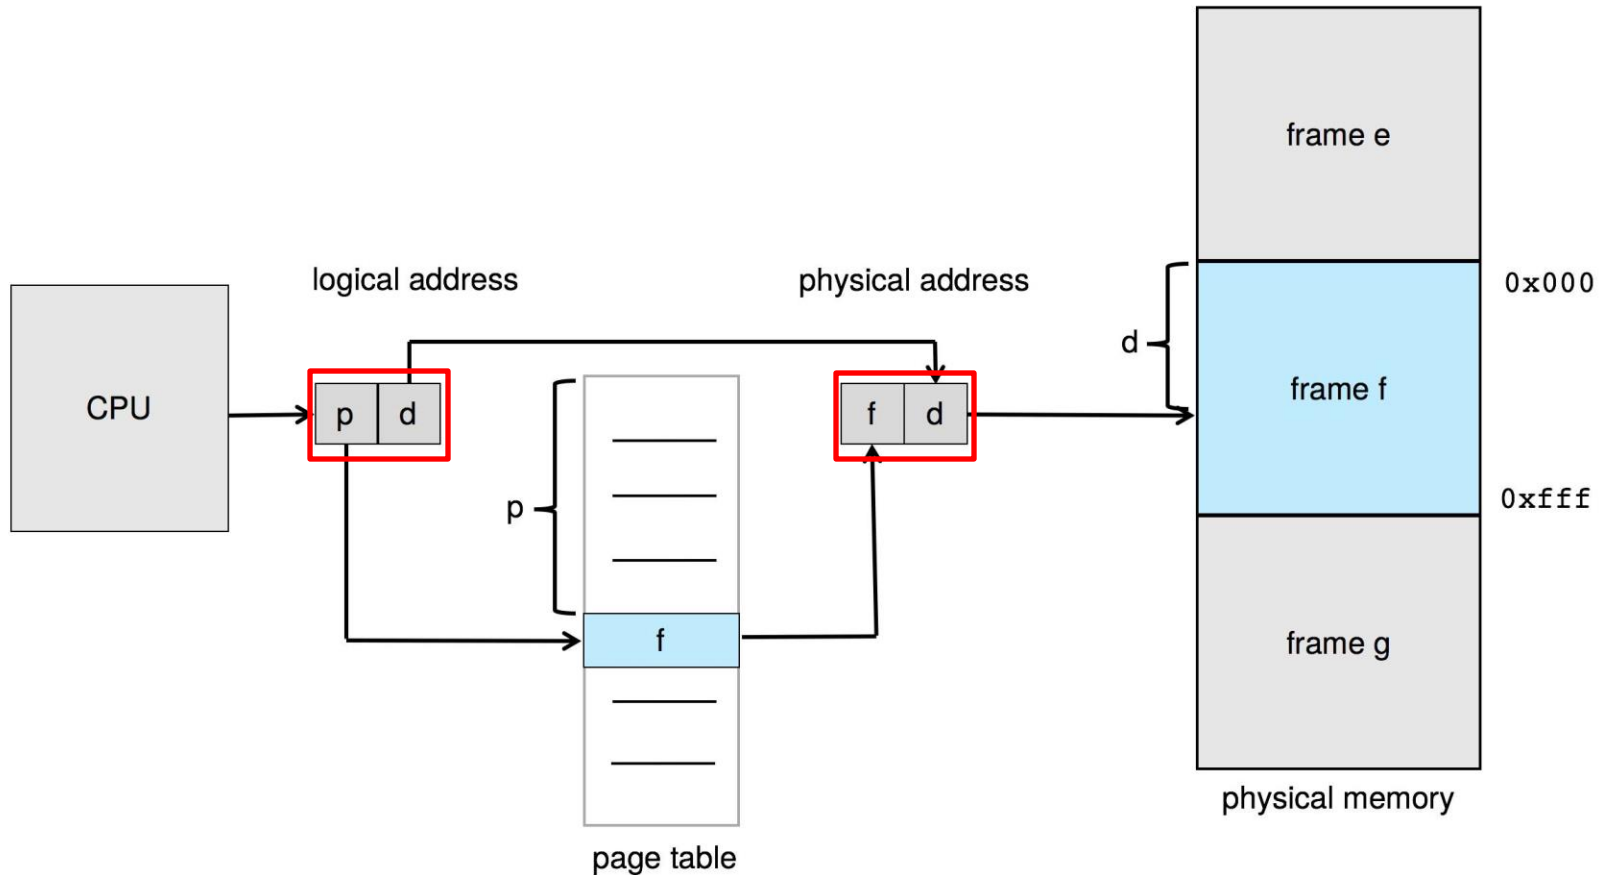 frame e
logical address
physical address
0x000
d
frame f
CPU
p d
f d
p
0xfff
f
frame g
physical memory
page table